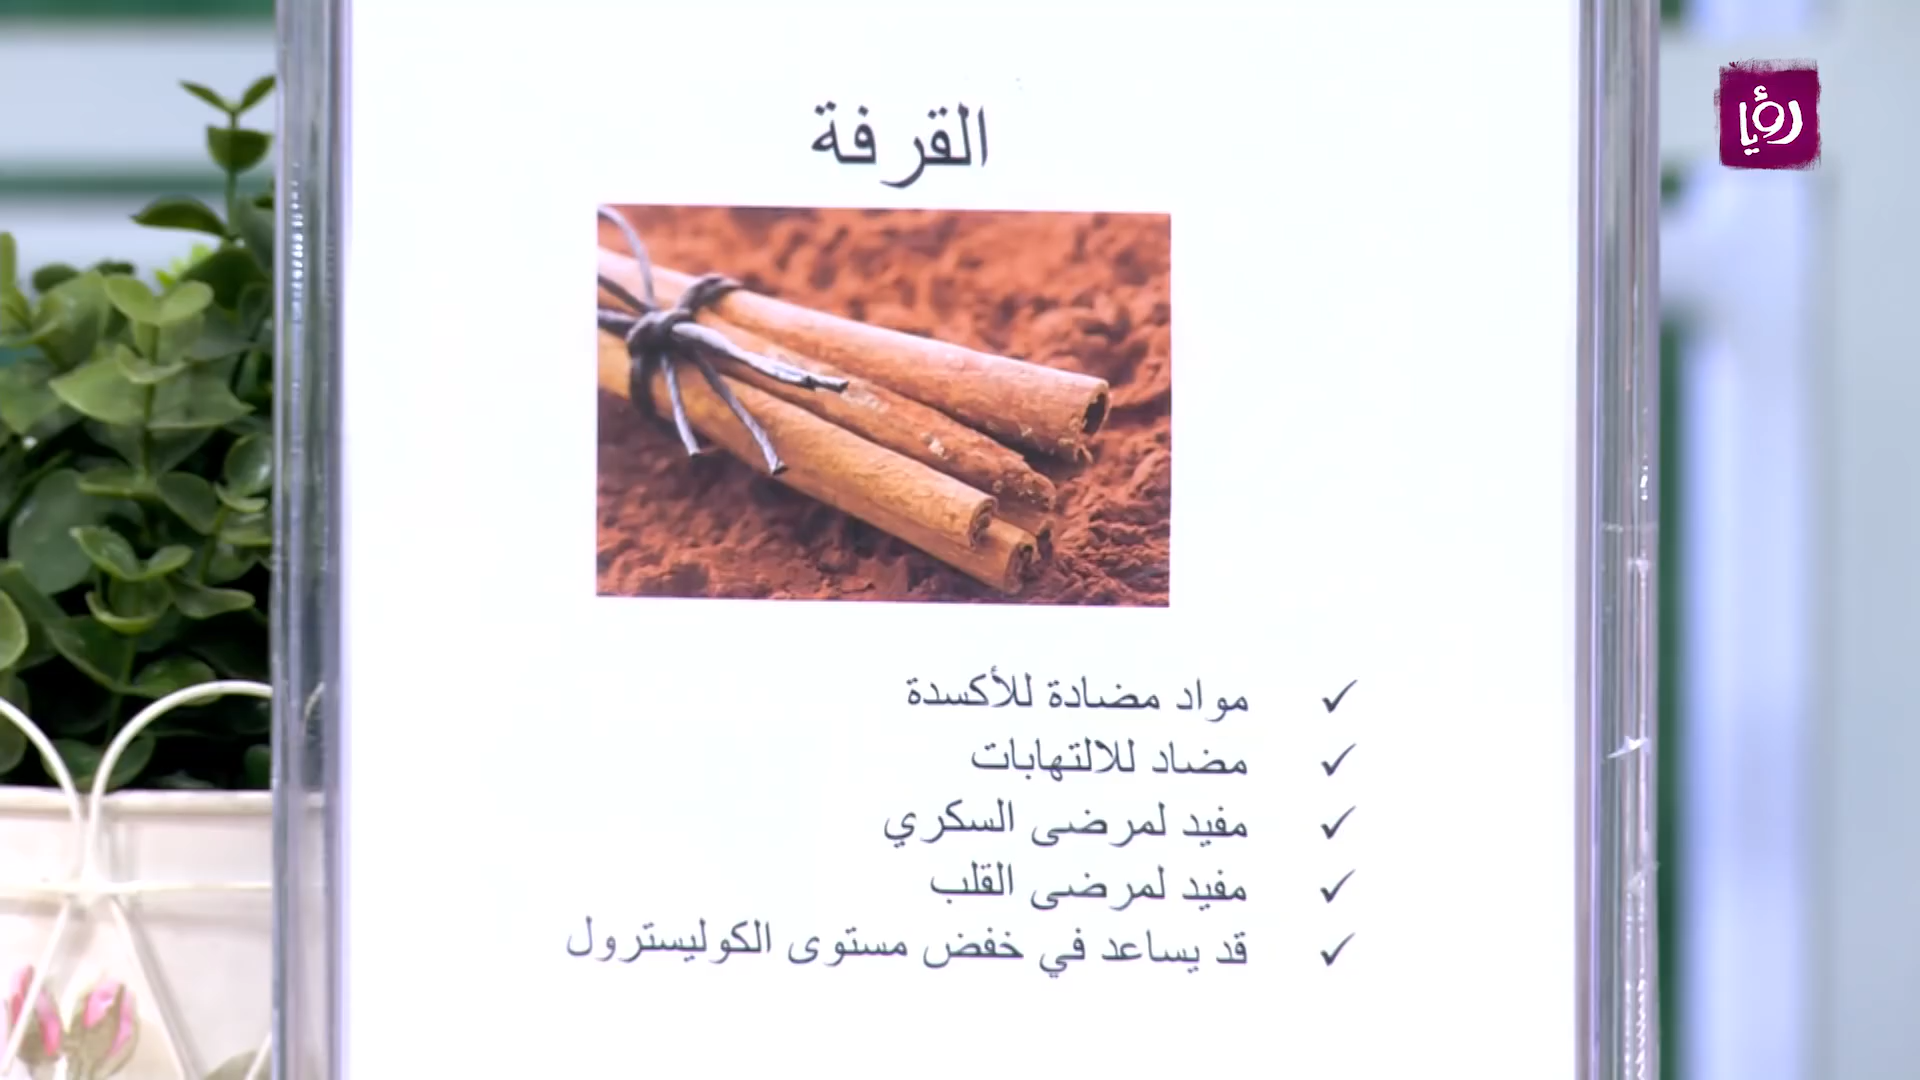 القرفة
رؤيا
✓ مواد مضادة للأكسدة
✓ مضاد للالتهابات
✓ مفيد لمرضى السكري
✓ مفيد لمرضى القلب
✓ قد يساعد في خفض مستوى الكوليسترول